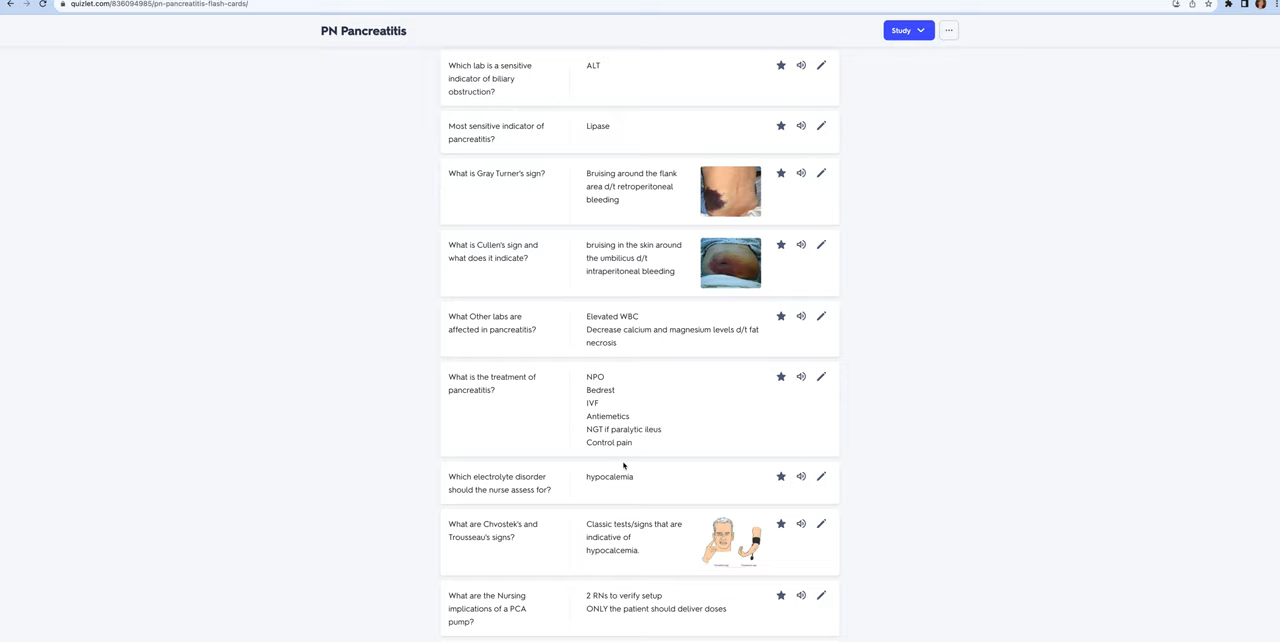 quizlet.com/836094985/pn-pancreatitis-flash-cards/
PN Pancreatitis
Study
Which lab is a sensitive
indicator of biliary
obstruction?
ALT
Most sensitive indicator of
pancreatitis?
Lipase
What is Gray Turner's sign?
Bruising around the flank
area d/t retroperitoneal
bleeding
What is Cullen's sign and
what does it indicate?
bruising in the skin around
the umbilicus d/t
intraperitoneal bleeding
What Other labs are
affected in pancreatitis?
Elevated WBC
Decrease calcium and magnesium levels d/t fat
necrosis
What is the treatment of
pancreatitis?
NPO
Bedrest
IVF
Antiemetics
NGT if paralytic ileus
Control pain
Which electrolyte disorder
should the nurse assess for?
hypocalemia
What are Chvostek's and
Trousseau's signs?
Classic tests/signs that are
indicative of
hypocalcemia.
What are the Nursing
implications of a PCA
pump?
2 RNs to verify setup
ONLY the patient should deliver doses